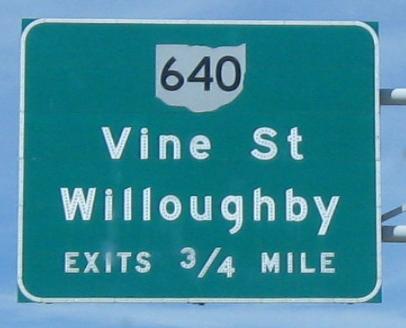 640
Vine St
Willoughby
EXITS 3/4 MILE